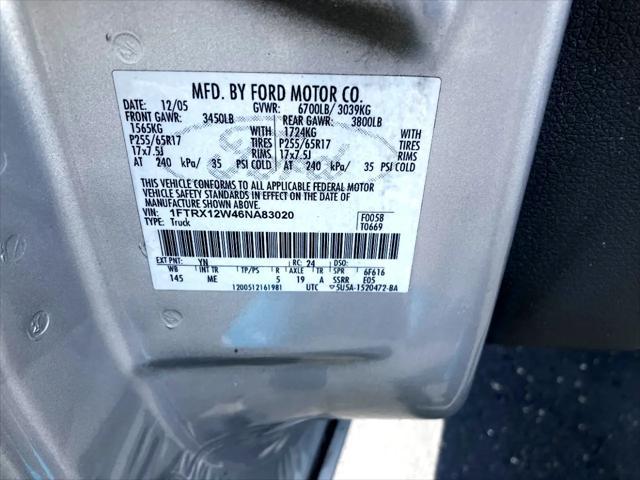 MFD. BY FORD MOTOR CO.
DATE: 12/05 GVWR: 6700LB/ 3039KG
FRONT GAWR: 3450LB REAR GAWR: 3800LB
1565KG WITH 1724KG WITH
P255/65R17 TIRES P255/65R17 TIRES
17x7.5J RIMS 17x7.5J RIMS
AT 240 kPa/ 35 PSI COLD AT 240 kPa/ 35 PSI COLD
THIS VEHICLE CONFORMS TO ALL APPLICABLE FEDERAL MOTOR
VEHICLE SAFETY STANDARDS IN EFFECT ON THE DATE OF
MANUFACTURE SHOWN ABOVE.
VIN: 1FTRX12W46NA83020 F0058
TYPE: Truck T0669
EXT PNT: YN RC: 24 DSO:
WB INT TR TP/PS R AXLE TR SPR 6F616
145 ME 5 19 A SSRR E05
1200512161981 UTC 5U5A-1520472-BA